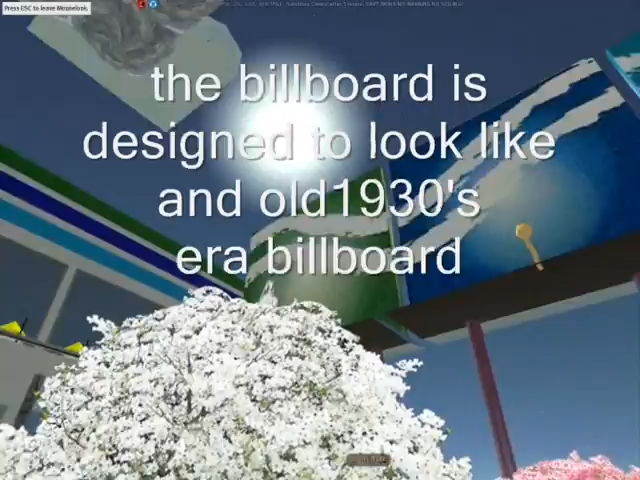 Press ESC to leave Mouselook.
the billboard is
designed to look like
and old1930's
era billboard